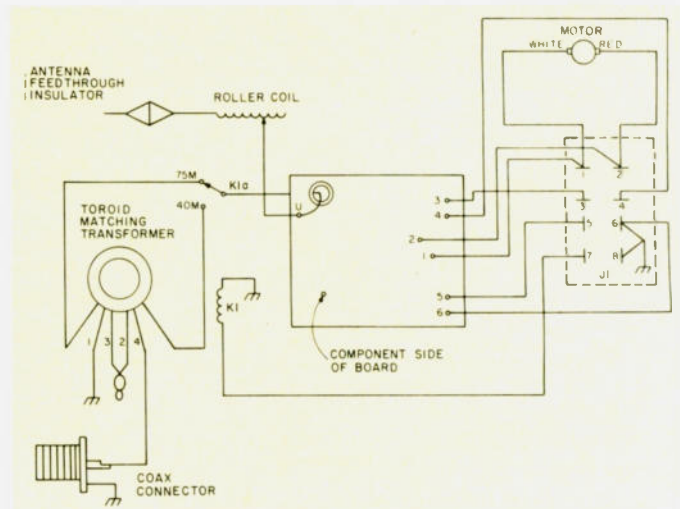 ANTENNA
FEEDTHROUGH
INSULATOR
ROLLER COIL
MOTOR
WHITE RED
75M
K1a
40M
TOROID
MATCHING
TRANSFORMER
U
3
4
2
1
5
6
1 2
3 4
5 6
7 8
J1
K1
1 3 2 4
COMPONENT SIDE
OF BOARD
COAX
CONNECTOR